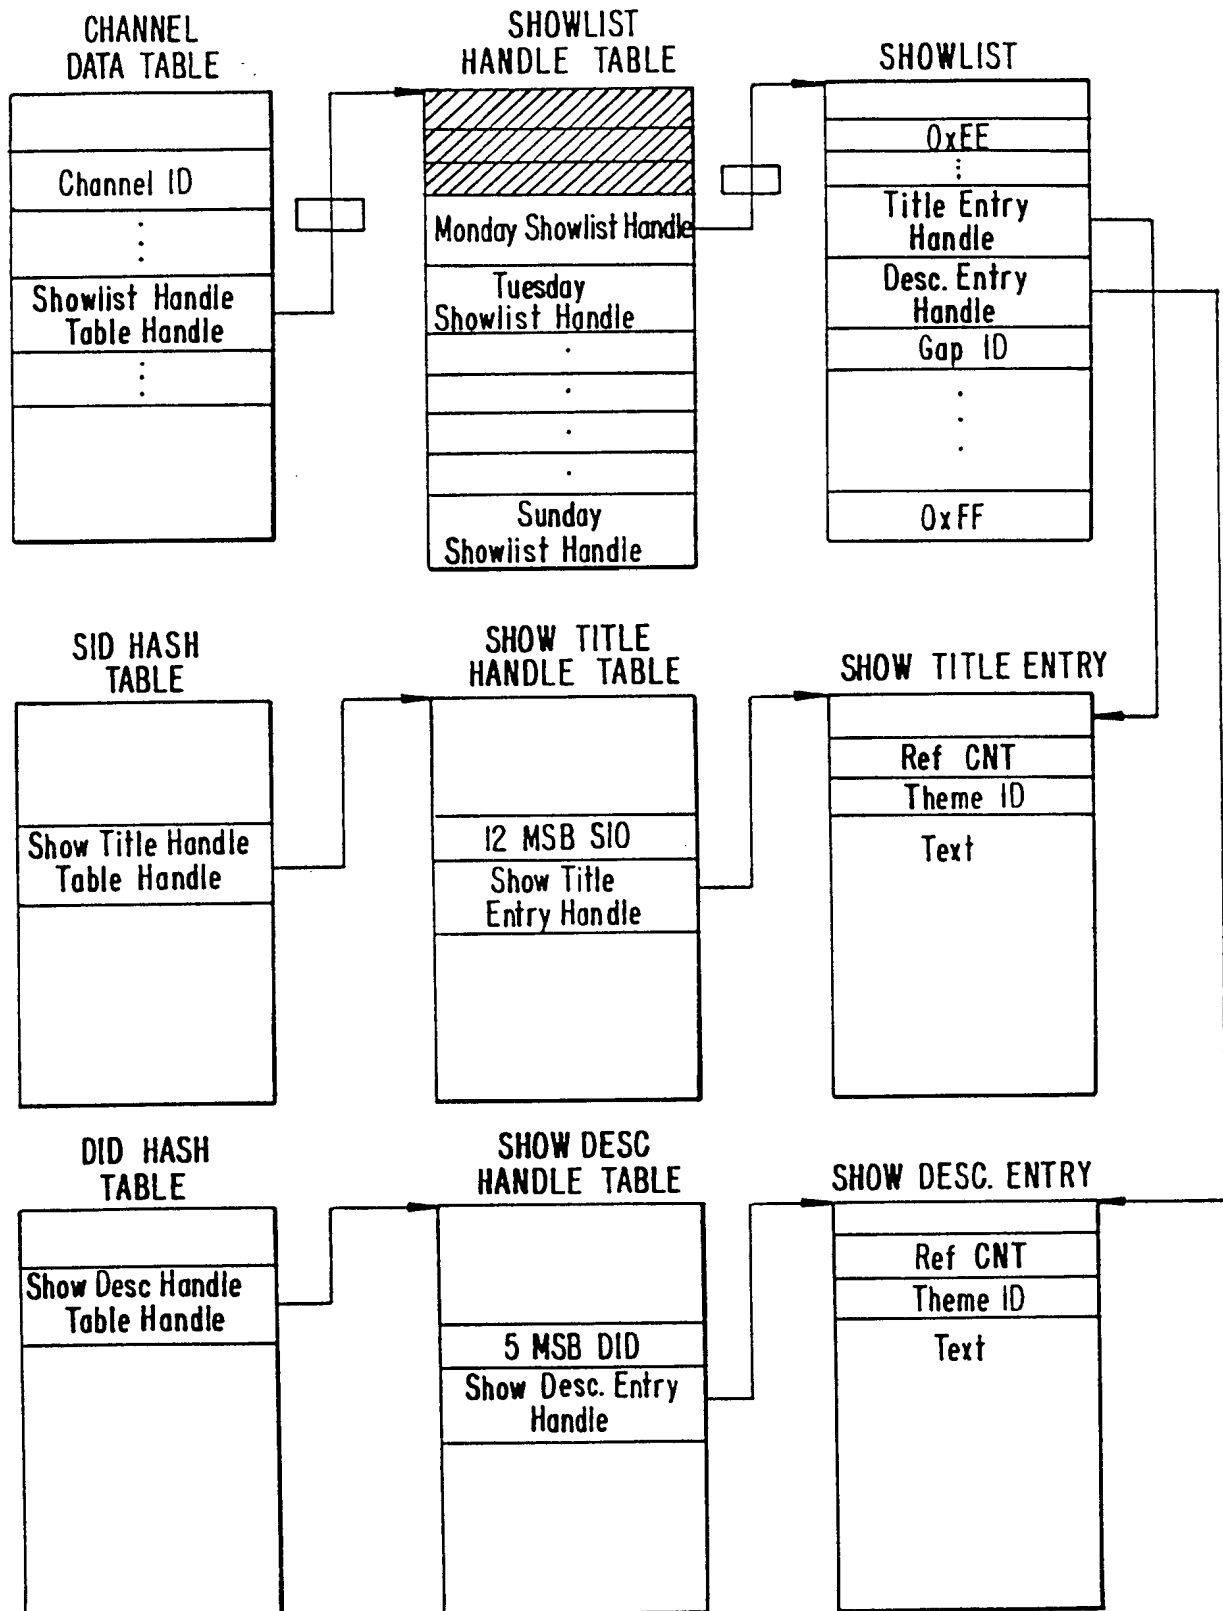 CHANNEL
DATA TABLE
Channel ID
Showlist Handle
Table Handle
SHOWLIST
HANDLE TABLE
Monday Showlist Handle
Tuesday
Showlist Handle
Sunday
Showlist Handle
SHOWLIST
0xEE
Title Entry
Handle
Desc. Entry
Handle
Gap ID
0xFF
SID HASH
TABLE
Show Title Handle
Table Handle
SHOW TITLE
HANDLE TABLE
12 MSB SIO
Show Title
Entry Handle
SHOW TITLE ENTRY
Ref CNT
Theme ID
Text
DID HASH
TABLE
Show Desc Handle
Table Handle
SHOW DESC
HANDLE TABLE
5 MSB DID
Show Desc. Entry
Handle
SHOW DESC. ENTRY
Ref CNT
Theme ID
Text